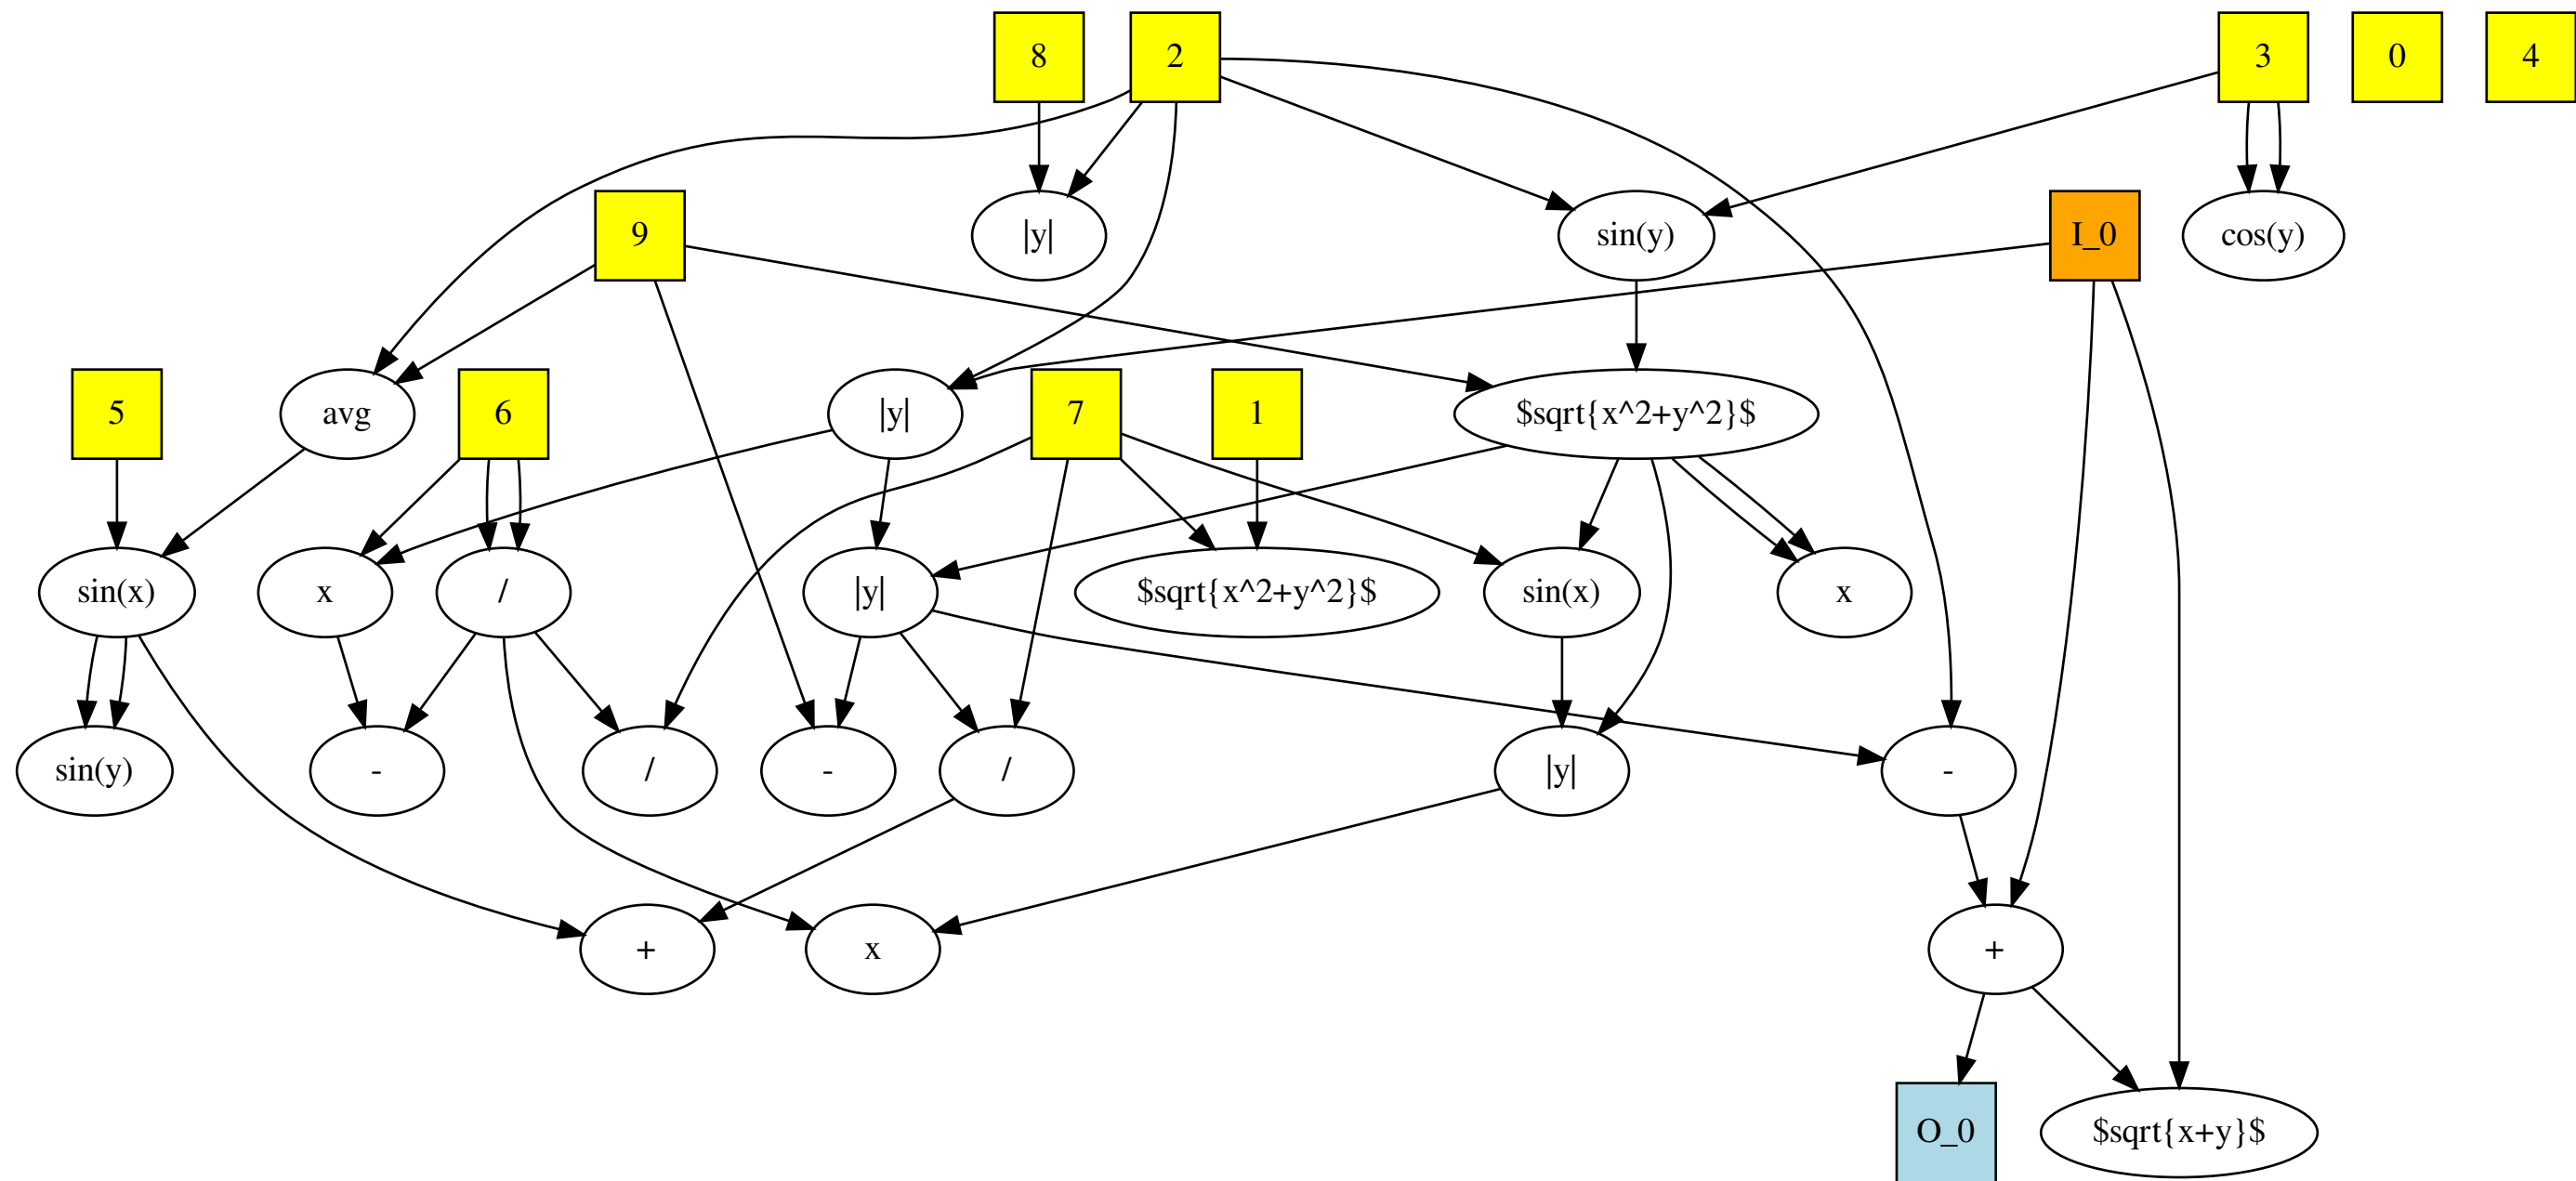 8
2
3
0
4
9
|y|
sin(y)
I_0
cos(y)
5
avg
6
|y|
7
1
$sqrt{x^2+y^2}$
sin(x)
x
/
|y|
$sqrt{x^2+y^2}$
sin(x)
x
sin(y)
-
/
-
/
|y|
-
+
x
+
O_0
$sqrt{x+y}$